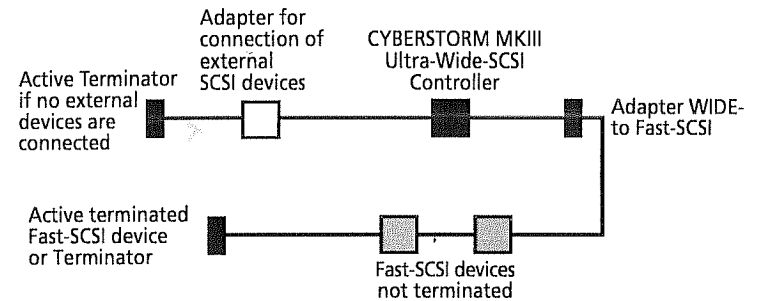 Adapter for
connection of
external
SCSI devices
CYBERSTORM MKIII
Ultra-Wide-SCSI
Controller
Active Terminator
if no external
devices are
connected
Adapter WIDE-
to Fast-SCSI
Active terminated
Fast-SCSI device
or Terminator
Fast-SCSI devices
not terminated